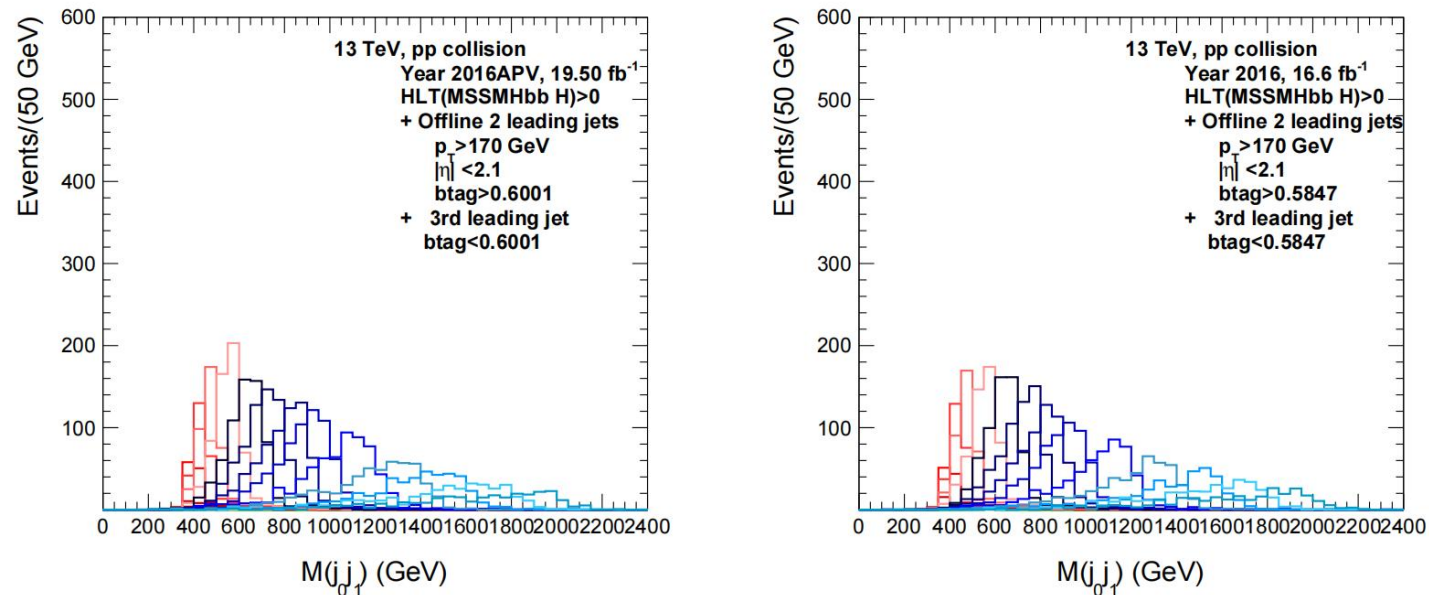 600
500
400
300
200
100
Events/(50 GeV)
13 TeV, pp collision
Year 2016APV, 19.50 fb-1
HLT(MSSMHbb H)>0
+ Offline 2 leading jets
pT>170 GeV
|η| <2.1
btag>0.6001
+ 3rd leading jet
btag<0.6001
0 200 400 600 800 1000 1200 1400 1600 1800 2000 2200 2400
M(j0j1) (GeV)
600
500
400
300
200
100
Events/(50 GeV)
13 TeV, pp collision
Year 2016, 16.6 fb-1
HLT(MSSMHbb H)>0
+ Offline 2 leading jets
pT>170 GeV
|η| <2.1
btag>0.5847
+ 3rd leading jet
btag<0.5847
0 200 400 600 800 1000 1200 1400 1600 1800 2000 2200 2400
M(j0j1) (GeV)